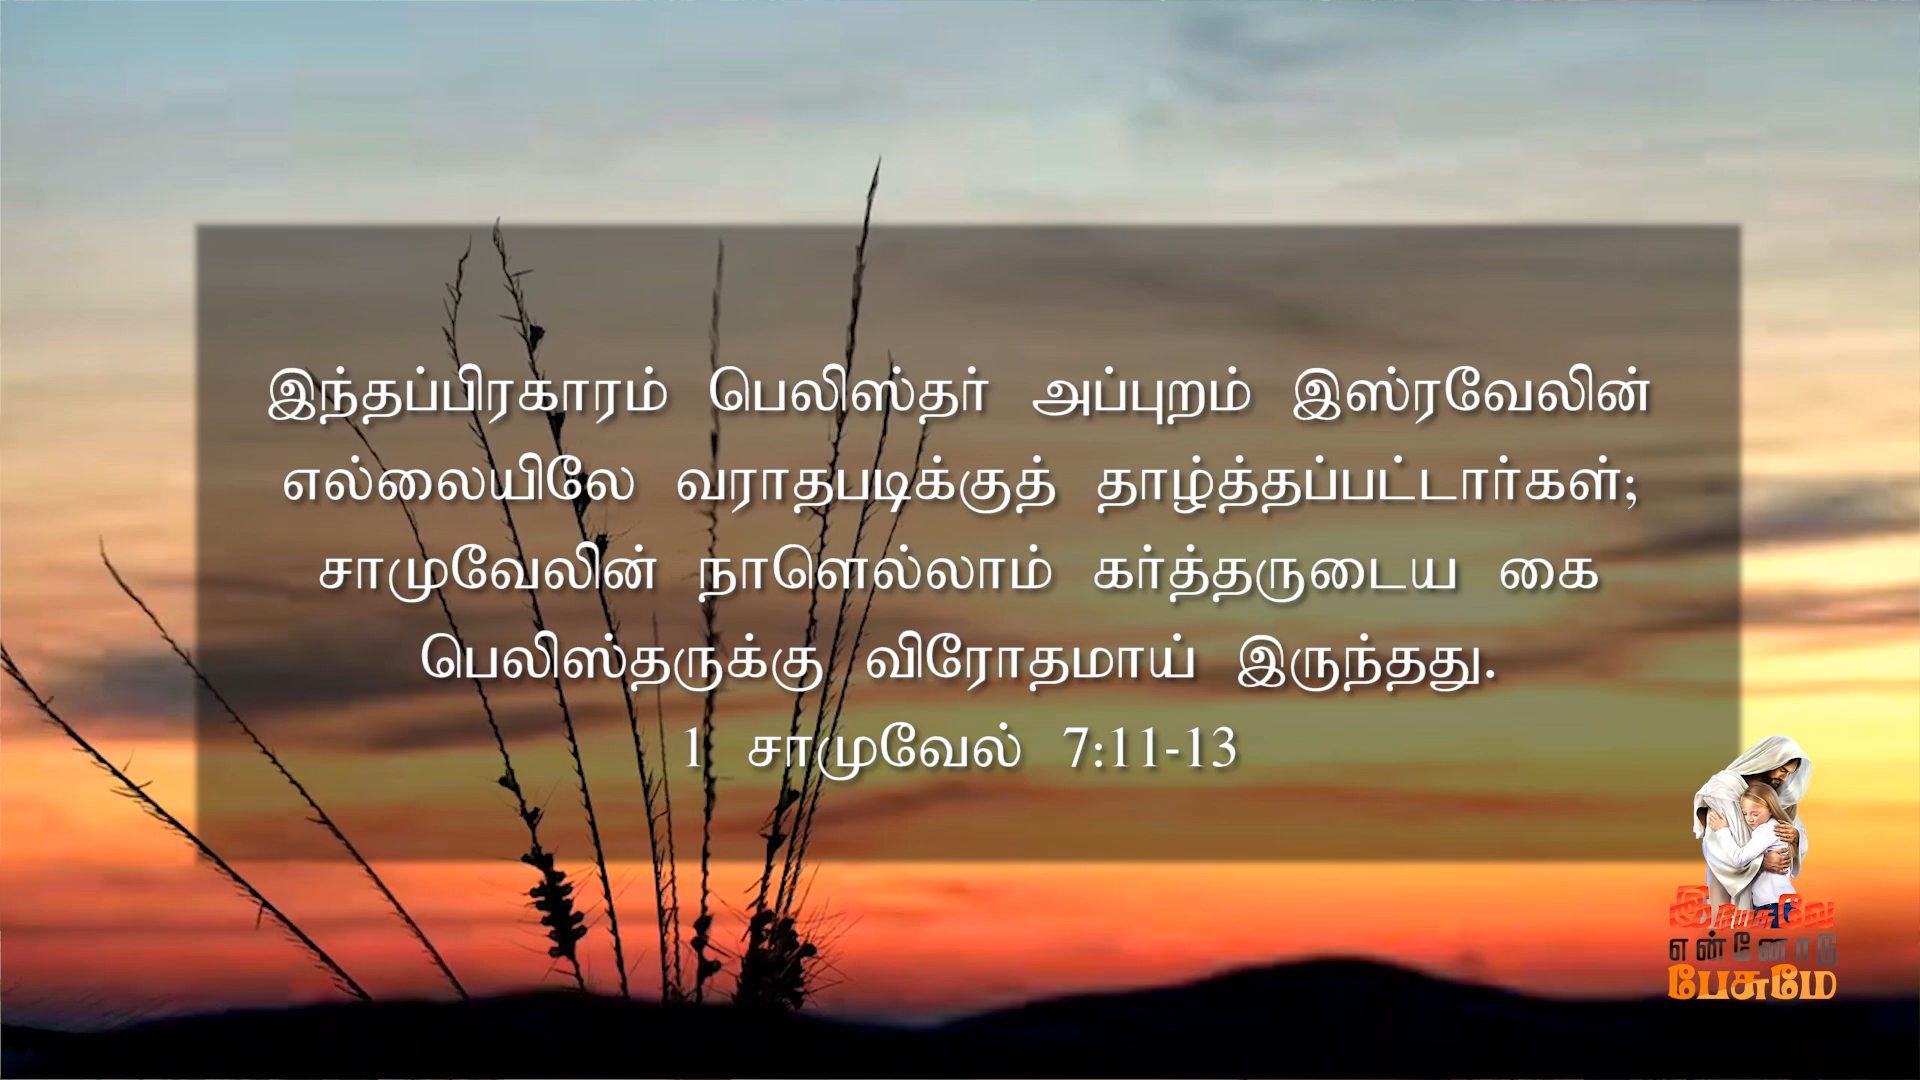 இந்தப்பிரகாரம் பெலிஸ்தர் அப்புறம் இஸ்ரவேலின்
எல்லையிலே வராதபடிக்குத் தாழ்த்தப்பட்டார்கள்;
சாமுவேலின் நாளெல்லாம் கர்த்தருடைய கை
பெலிஸ்தருக்கு விரோதமாய் இருந்தது.
1 சாமுவேல் 7:11-13
இயேசுவே
என்னோடு
பேசுமே